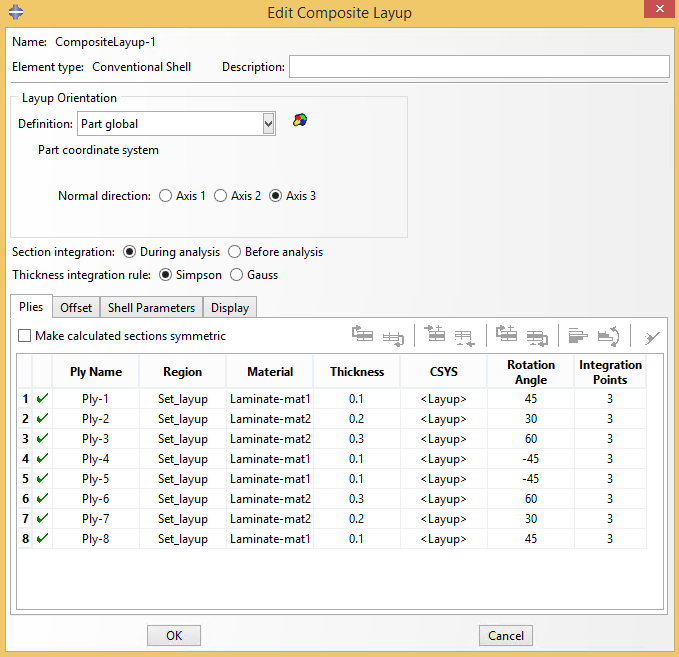 Edit Composite Layup
Name: CompositeLayup-1
Element type: Conventional Shell Description:
Layup Orientation
Definition: Part global
Part coordinate system
Normal direction: Axis 1 Axis 2 Axis 3
Section integration: During analysis Before analysis
Thickness integration rule: Simpson Gauss
Plies Offset Shell Parameters Display
Make calculated sections symmetric
Ply Name Region Material Thickness CSYS Rotation Angle Integration Points
1 Ply-1 Set_layup Laminate-mat1 0.1 <Layup> 45 3
2 Ply-2 Set_layup Laminate-mat2 0.2 <Layup> 30 3
3 Ply-3 Set_layup Laminate-mat2 0.3 <Layup> 60 3
4 Ply-4 Set_layup Laminate-mat1 0.1 <Layup> -45 3
5 Ply-5 Set_layup Laminate-mat1 0.1 <Layup> -45 3
6 Ply-6 Set_layup Laminate-mat2 0.3 <Layup> 60 3
7 Ply-7 Set_layup Laminate-mat2 0.2 <Layup> 30 3
8 Ply-8 Set_layup Laminate-mat1 0.1 <Layup> 45 3
OK Cancel